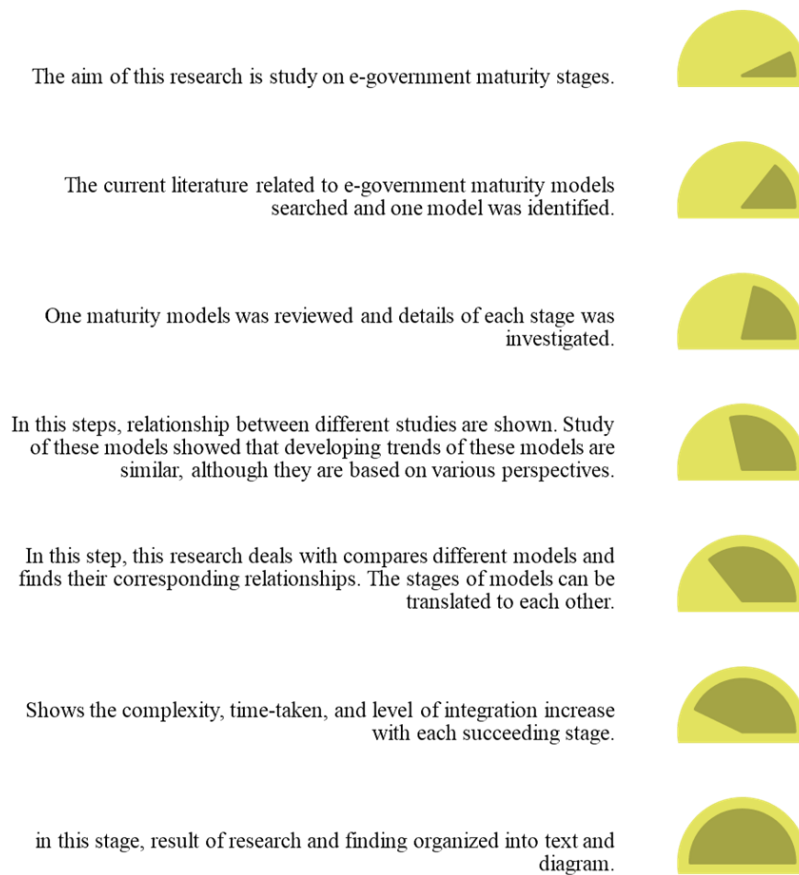 The aim of this research is study on e-government maturity stages.
The current literature related to e-government maturity models
searched and one model was identified.
One maturity models was reviewed and details of each stage was
investigated.
In this steps, relationship between different studies are shown. Study
of these models showed that developing trends of these models are
similar, although they are based on various perspectives.
In this step, this research deals with compares different models and
finds their corresponding relationships. The stages of models can be
translated to each other.
Shows the complexity, time-taken, and level of integration increase
with each succeeding stage.
in this stage, result of research and finding organized into text and
diagram.